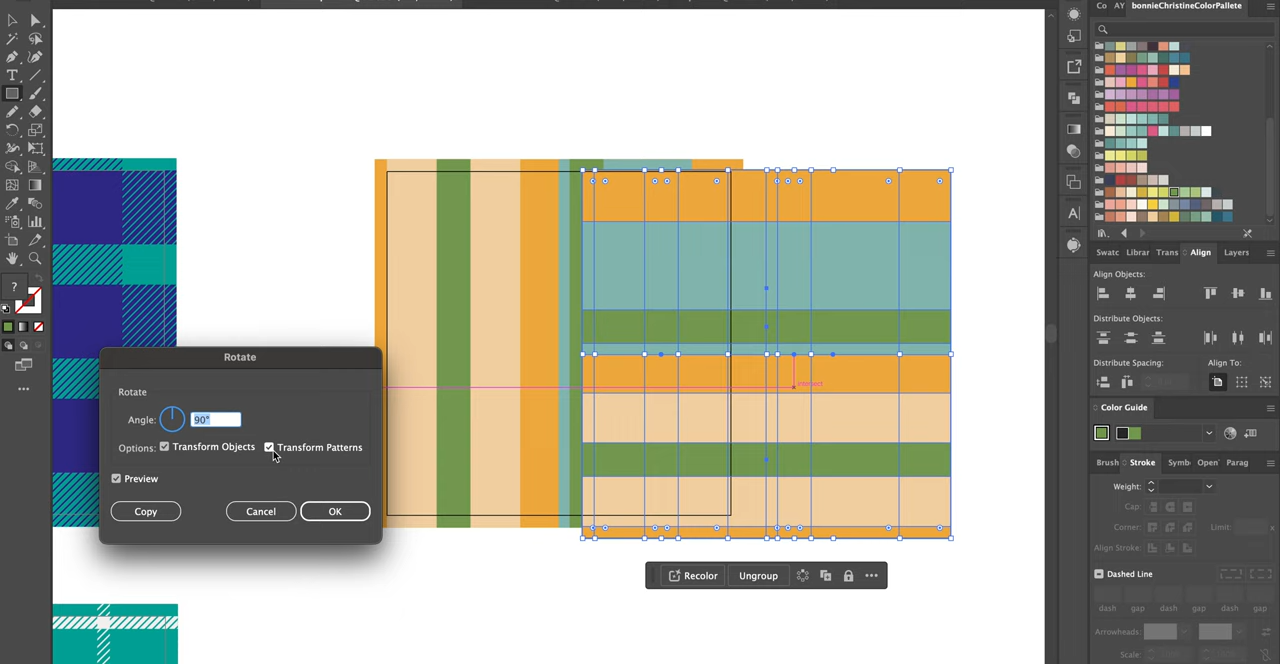 Co AY bonnieChristineColorPallete
Swatc Librar Trans Align Layers
Align Objects:
Distribute Objects:
Distribute Spacing: Align To:
Color Guide
Brush Stroke Symb Open Parag
Weight:
Cap:
Corner: Limit:
Align Stroke:
Dashed Line
dash gap dash gap dash gap
Arrowheads:
Scale:
intersect
Rotate
Rotate
Angle: 90°
Options: Transform Objects Transform Patterns
Preview
Copy Cancel OK
Recolor Ungroup
?